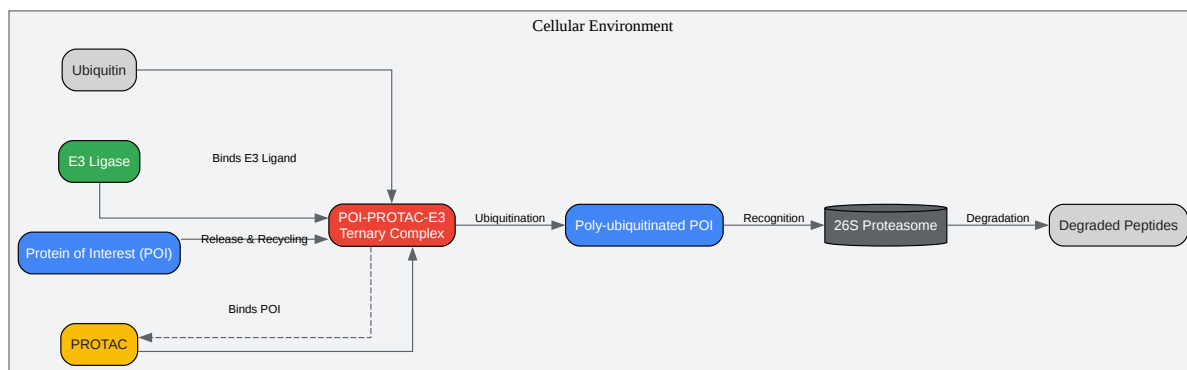 Cellular Environment
Ubiquitin
E3 Ligase
Binds E3 Ligand
POI-PROTAC-E3
Ternary Complex
Ubiquitination
Poly-ubiquitinated POI
Recognition
26S Proteasome
Degradation
Degraded Peptides
Protein of Interest (POI)
Release & Recycling
Binds POI
PROTAC